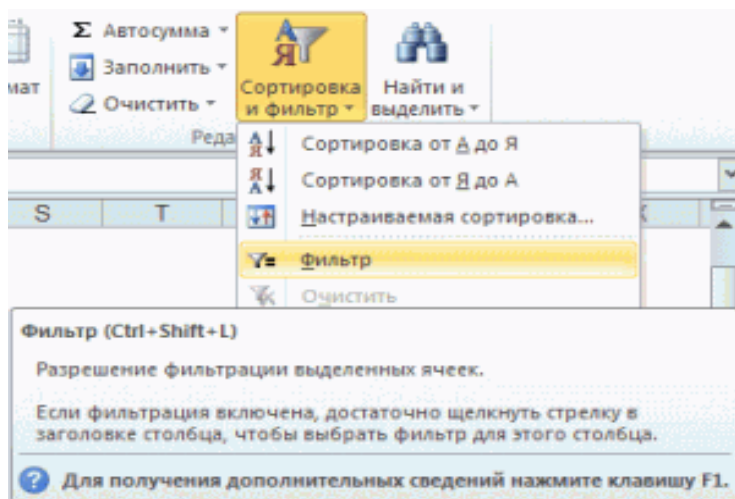 Σ Автосумма
Заполнить
мат
Очистить
Сортировка
и фильтр
Найти и
выделить
Реда
Сортировка от А до Я
Сортировка от Я до А
S T
Настраиваемая сортировка...
Фильтр
Очистить
Фильтр (Ctrl+Shift+L)
Разрешение фильтрации выделенных ячеек.
Если фильтрация включена, достаточно щелкнуть стрелку в
заголовке столбца, чтобы выбрать фильтр для этого столбца.
Для получения дополнительных сведений нажмите клавишу F1.